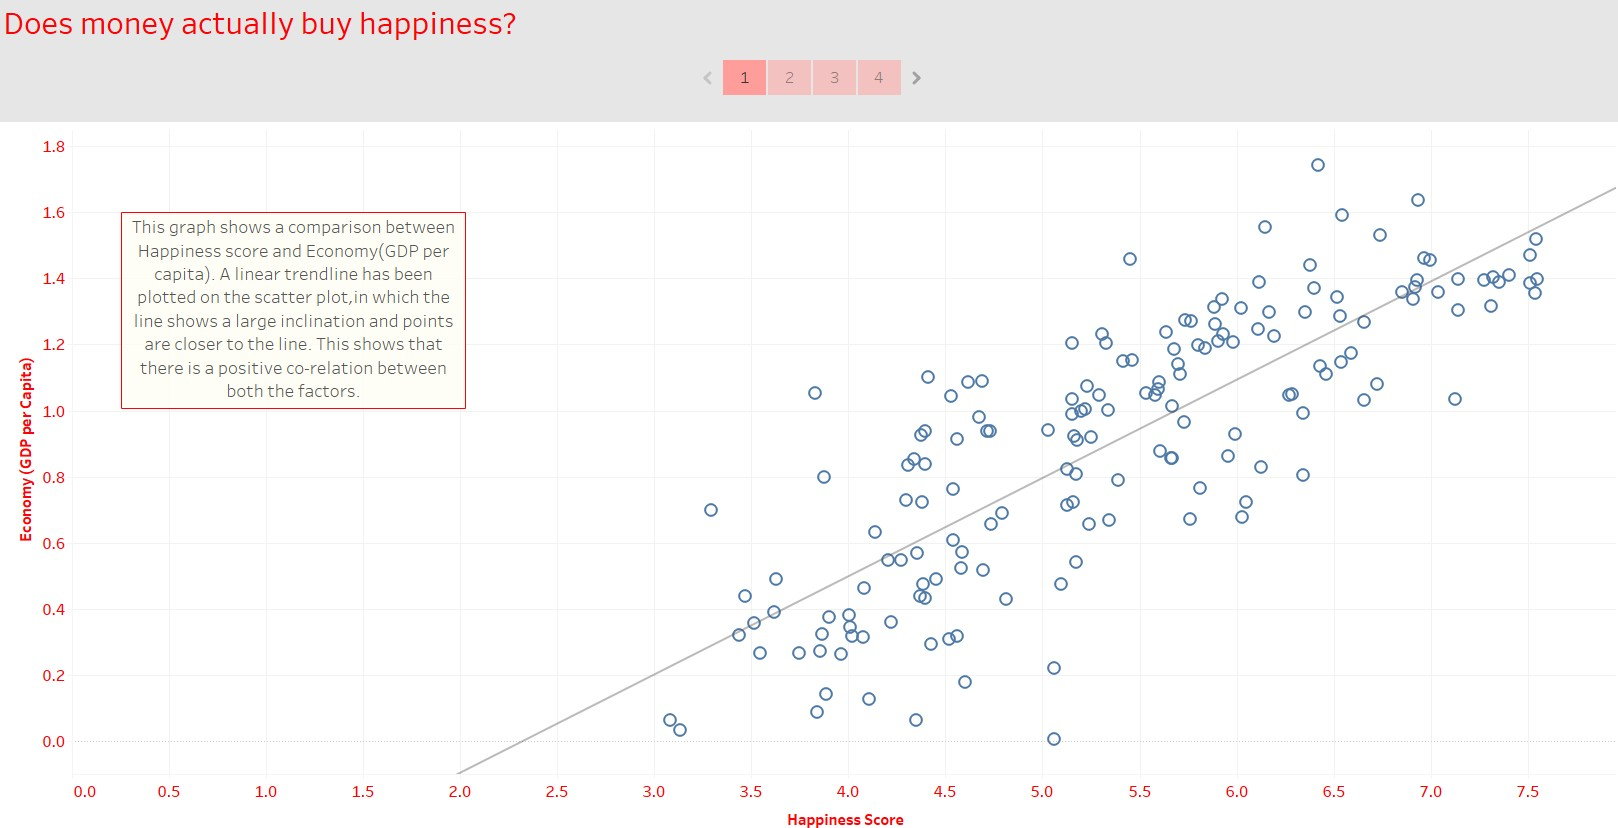 Does money actually buy happiness?
1 2 3 4
1.8
1.6
1.4
1.2
1.0
0.8
0.6
0.4
0.2
0.0
Economy (GDP per Capita)
This graph shows a comparison between
Happiness score and Economy(GDP per
capita). A linear trendline has been
plotted on the scatter plot,in which the
line shows a large inclination and points
are closer to the line. This shows that
there is a positive co-relation between
both the factors.
0.0 0.5 1.0 1.5 2.0 2.5 3.0 3.5 4.0 4.5 5.0 5.5 6.0 6.5 7.0 7.5
Happiness Score